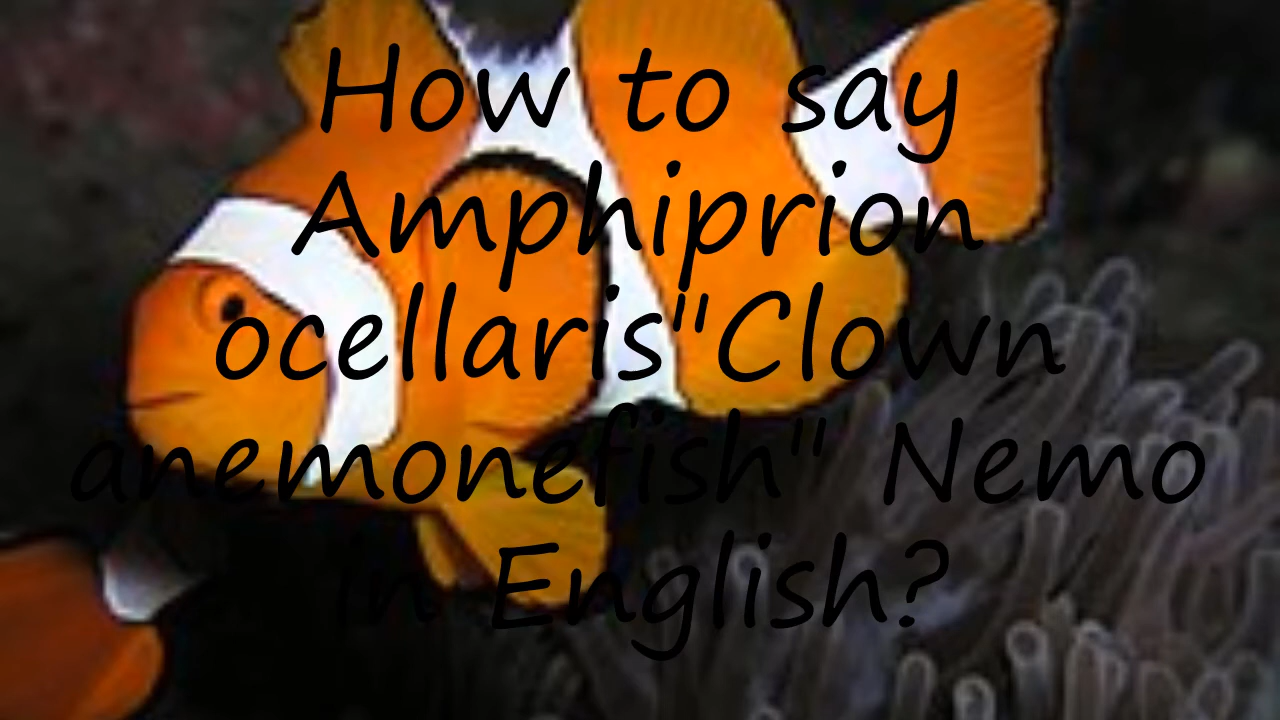 How to say
Amphiprion
ocellaris"Clown
anemonefish" Nemo
in English?